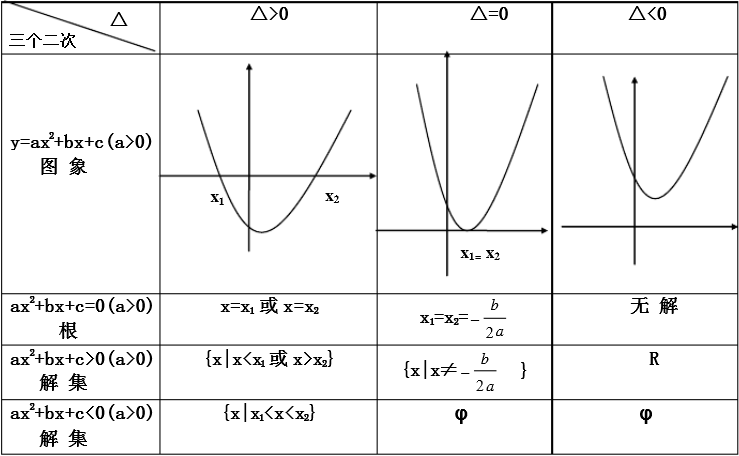 △
三个二次
△>0
△=0
△<0
y=ax²+bx+c(a>0)
图 象
x₁
x₂
x₁= x₂
ax²+bx+c=0(a>0)
根
x=x₁ 或 x=x₂
x₁=x₂=−b/2a
无 解
ax²+bx+c>0(a>0)
解 集
{x|x<x₁ 或 x>x₂}
{x|x≠−b/2a }
R
ax²+bx+c<0(a>0)
解 集
{x|x₁<x<x₂}
φ
φ